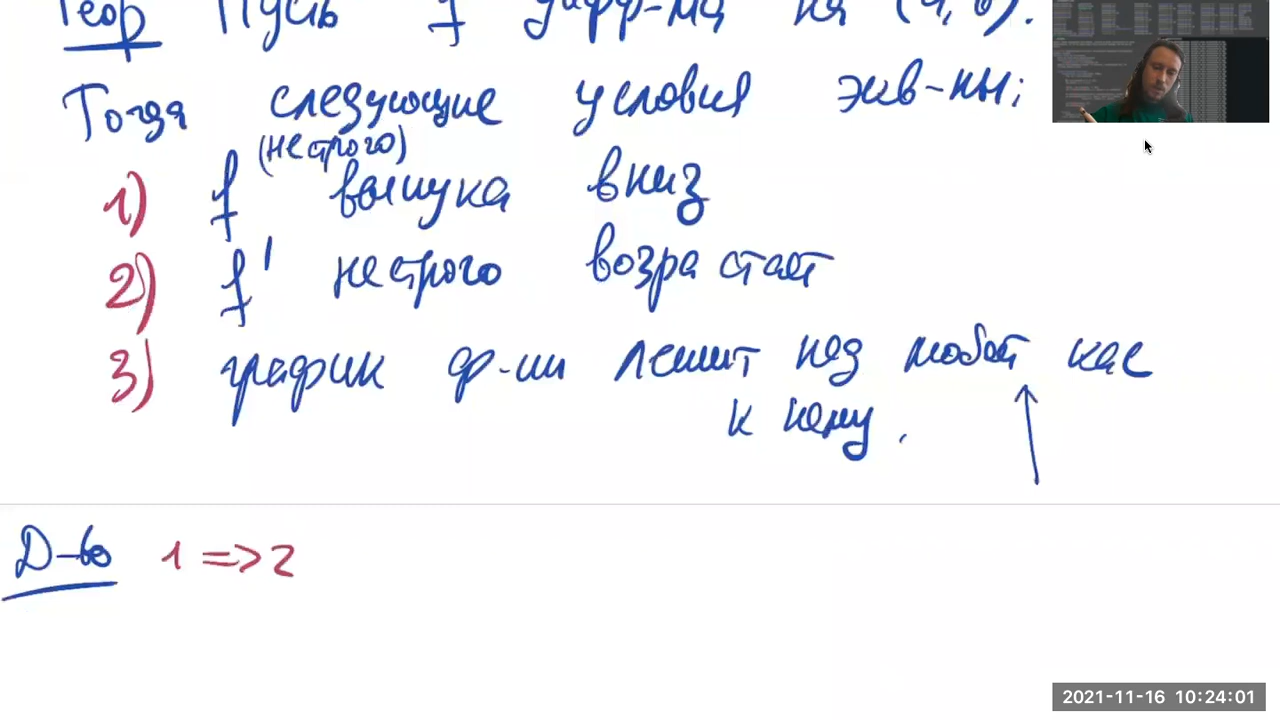 Теор Пусть f дифф-ма на (a, b).
Тогда следующие условия экв-ны:
(нестрого)
1) f выпукла вниз
2) f' нестрого возрастает
3) график ф-ии лежит над любой кас
к нему.
Д-во 1 => 2
2021-11-16 10:24:01